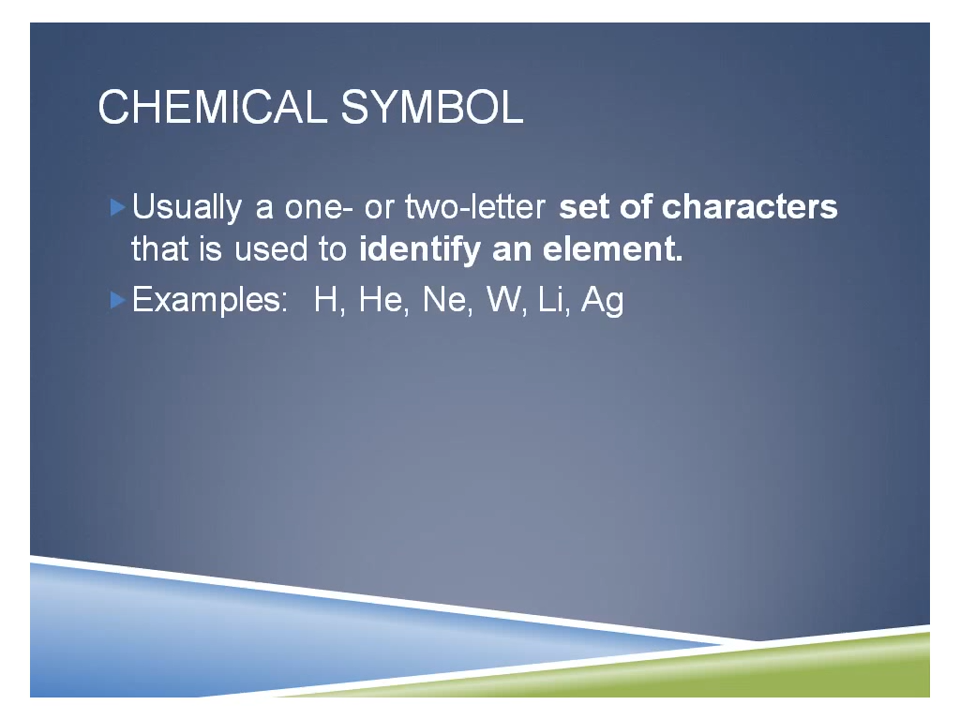 CHEMICAL SYMBOL
Usually a one- or two-letter set of characters
that is used to identify an element.
Examples:  H, He, Ne, W, Li, Ag